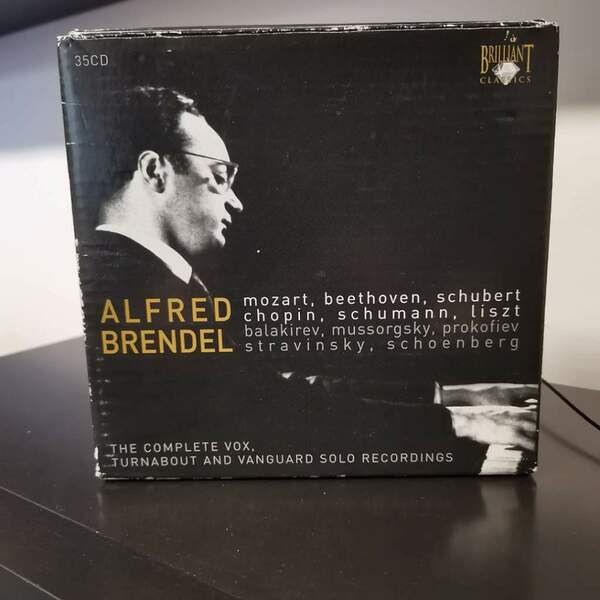 35CD
BRILLIANT
CLASSICS
ALFRED
BRENDEL
mozart, beethoven, schubert
chopin, schumann, liszt
balakirev, mussorgsky, prokofiev
stravinsky, schoenberg
THE COMPLETE VOX,
TURNABOUT AND VANGUARD SOLO RECORDINGS